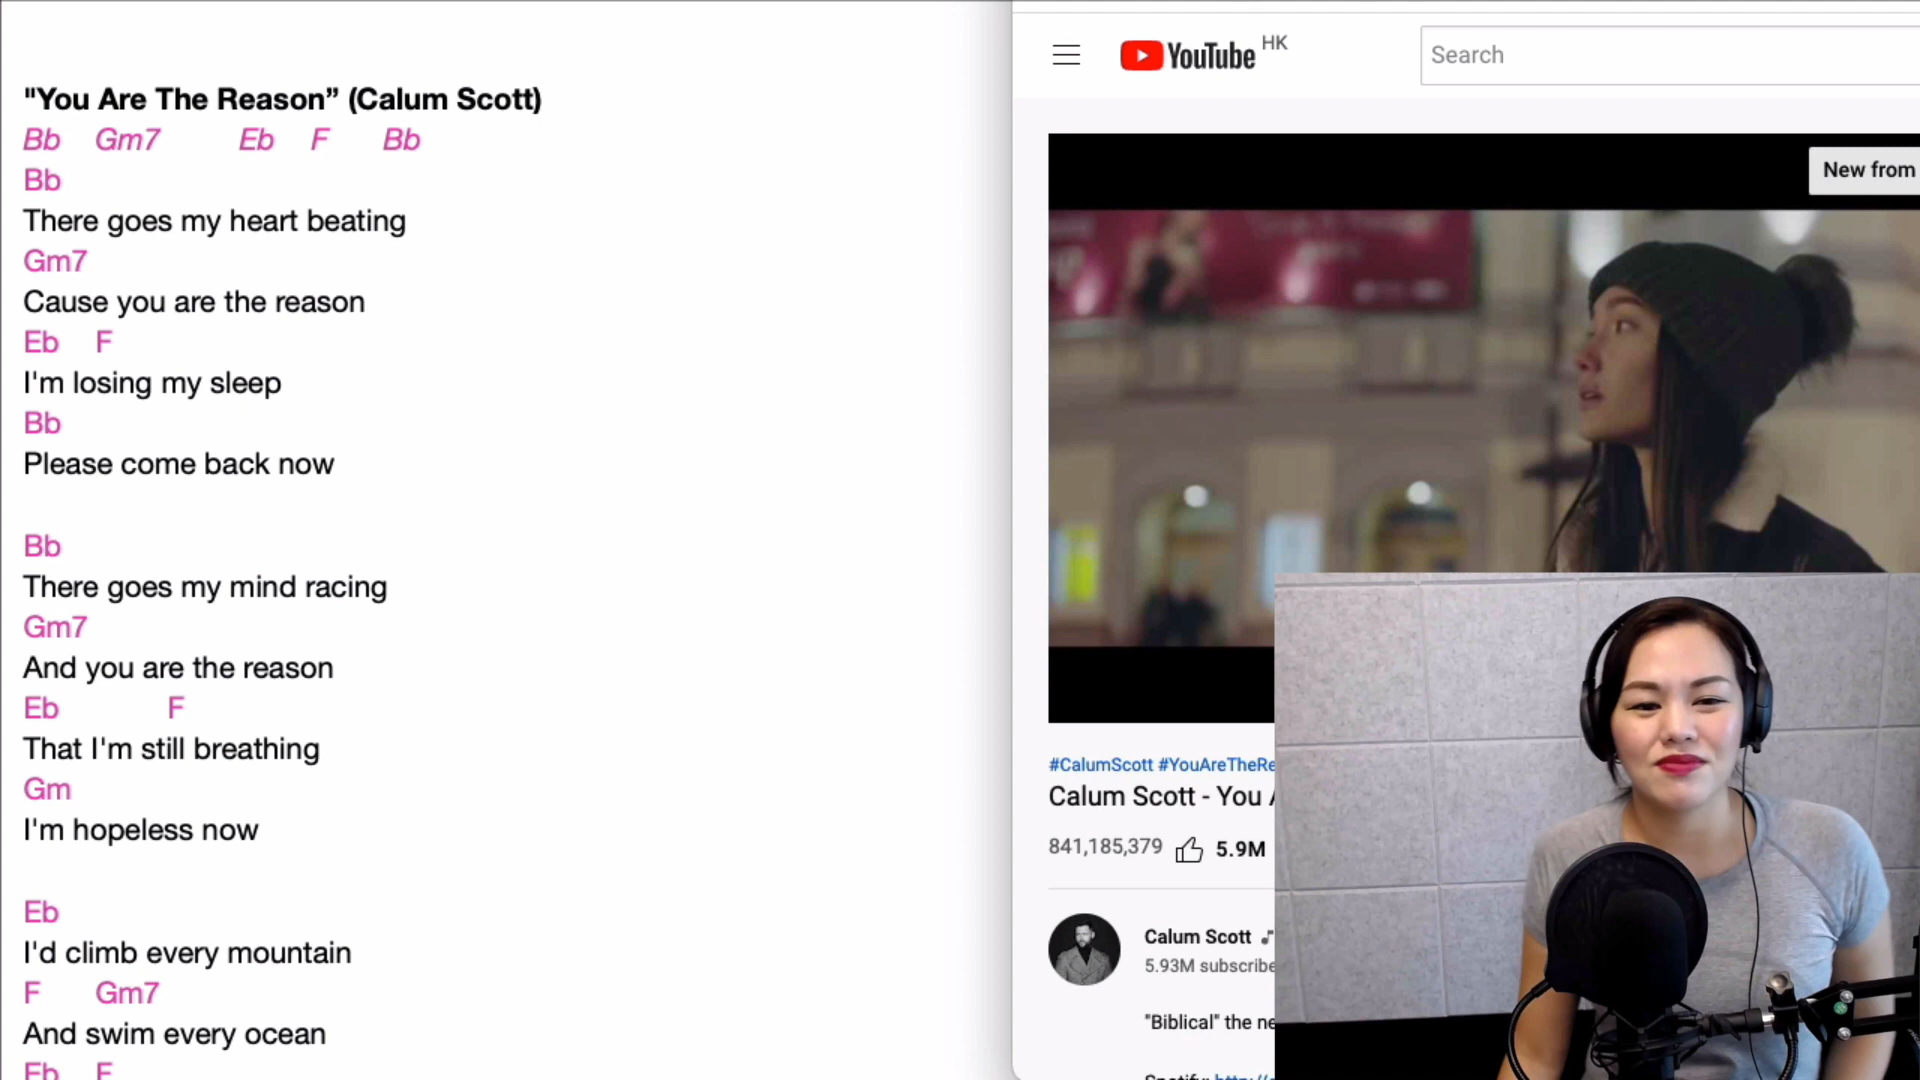 "You Are The Reason” (Calum Scott)
Bb Gm7 Eb F Bb
Bb
There goes my heart beating
Gm7
Cause you are the reason
Eb F
I'm losing my sleep
Bb
Please come back now
Bb
There goes my mind racing
Gm7
And you are the reason
Eb F
That I'm still breathing
Gm
I'm hopeless now
Eb
I'd climb every mountain
F Gm7
And swim every ocean
Eb F
YouTube HK
Search
New from
#CalumScott #YouAreTheRe
Calum Scott - You
841,185,379 5.9M
Calum Scott
5.93M subscribe
"Biblical" the ne
Spotify: http://